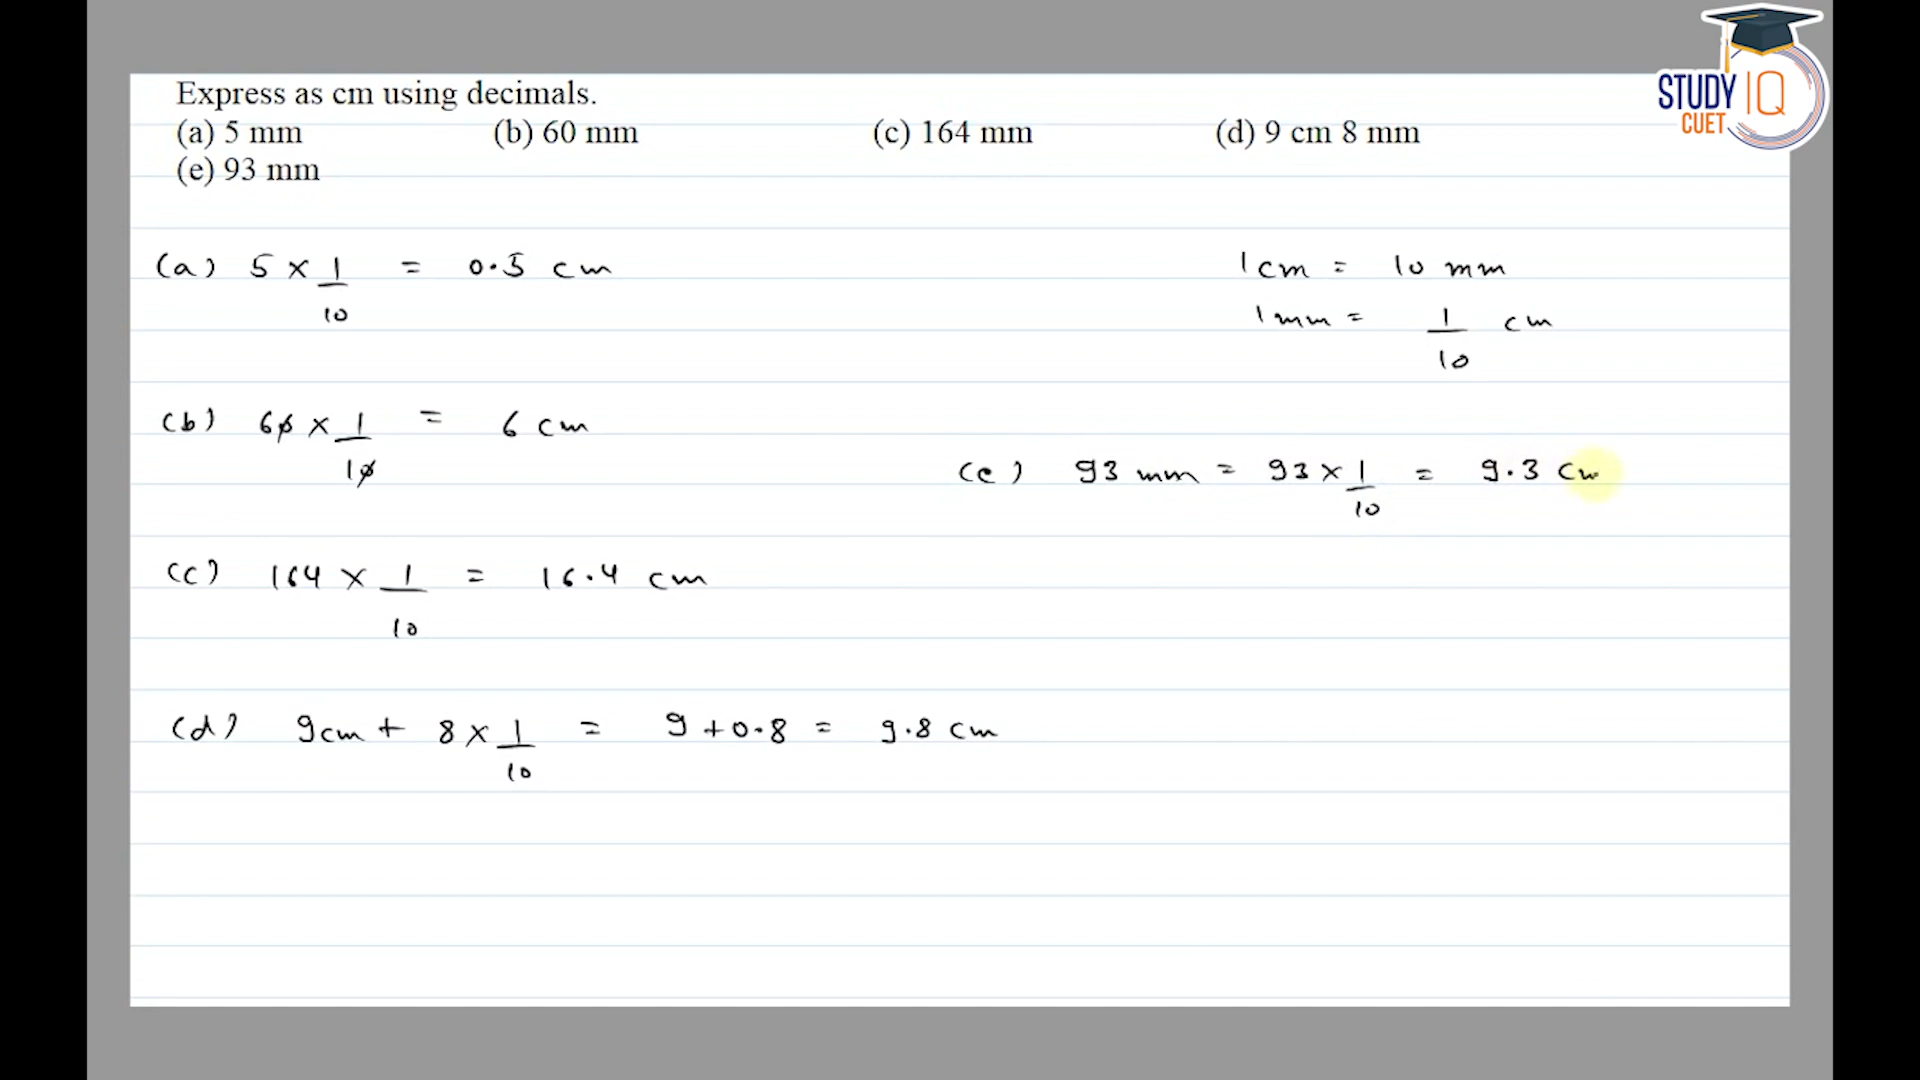 STUDY IQ
CUET
Express as cm using decimals.
(a) 5 mm (b) 60 mm (c) 164 mm (d) 9 cm 8 mm
(e) 93 mm
(a) 5 × 1/10 = 0.5 cm
1 cm = 10 mm
1 mm = 1/10 cm
(b) 60 × 1/10 = 6 cm
(e) 93 mm = 93 × 1/10 = 9.3 cm
(c) 164 × 1/10 = 16.4 cm
(d) 9 cm + 8 × 1/10 = 9 + 0.8 = 9.8 cm